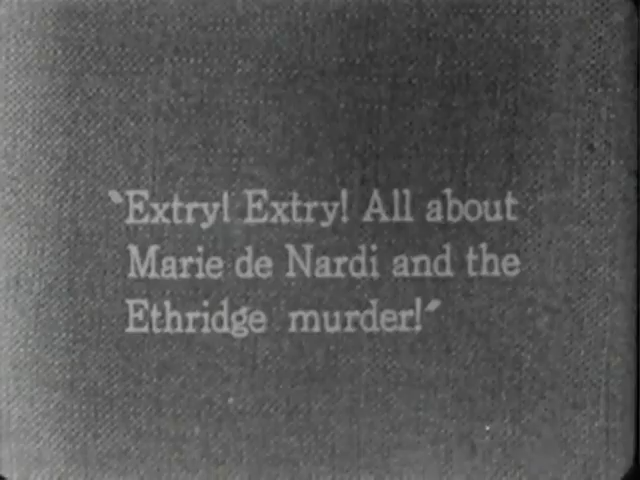 "Extry! Extry! All about
Marie de Nardi and the
Ethridge murder!"